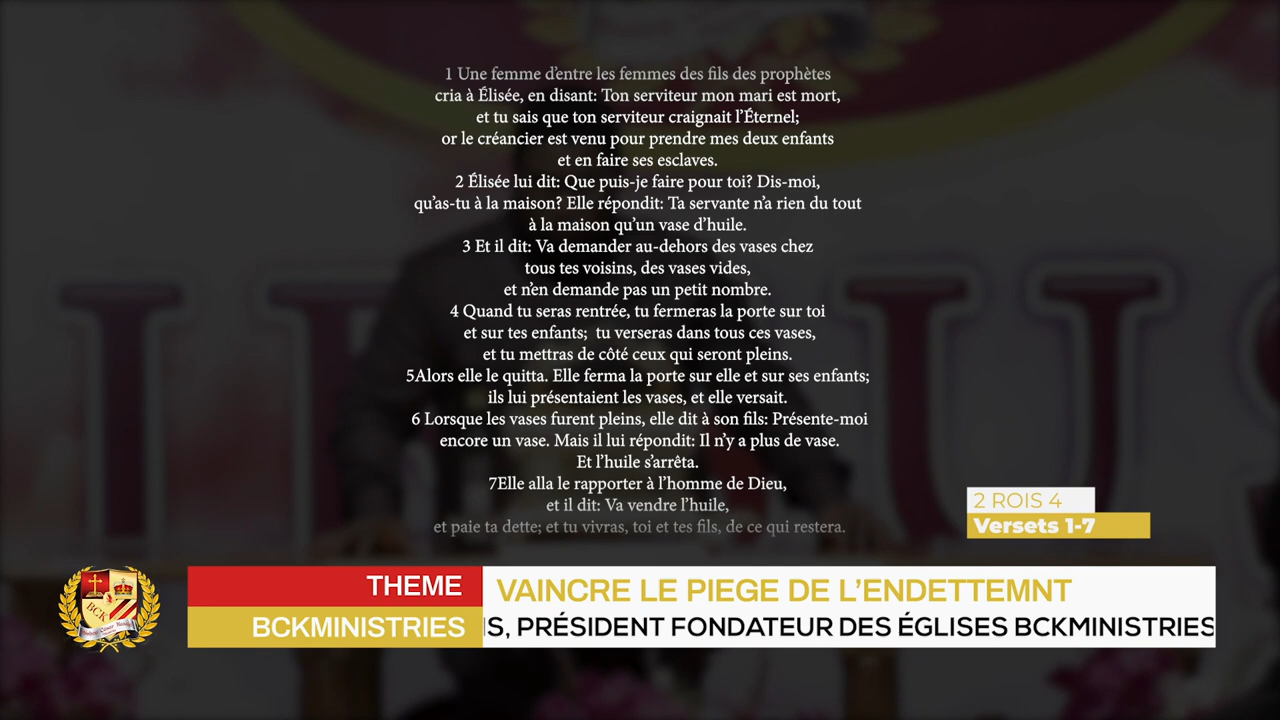 1 Une femme d'entre les femmes des fils des prophètes
cria à Élisée, en disant: Ton serviteur mon mari est mort,
et tu sais que ton serviteur craignait l'Éternel;
or le créancier est venu pour prendre mes deux enfants
et en faire ses esclaves.
2 Élisée lui dit: Que puis-je faire pour toi? Dis-moi,
qu'as-tu à la maison? Elle répondit: Ta servante n'a rien du tout
à la maison qu'un vase d'huile.
3 Et il dit: Va demander au-dehors des vases chez
tous tes voisins, des vases vides,
et n'en demande pas un petit nombre.
4 Quand tu seras rentrée, tu fermeras la porte sur toi
et sur tes enfants;  tu verseras dans tous ces vases,
et tu mettras de côté ceux qui seront pleins.
5Alors elle le quitta. Elle ferma la porte sur elle et sur ses enfants;
ils lui présentaient les vases, et elle versait.
6 Lorsque les vases furent pleins, elle dit à son fils: Présente-moi
encore un vase. Mais il lui répondit: Il n'y a plus de vase.
Et l'huile s'arrêta.
7Elle alla le rapporter à l'homme de Dieu,
et il dit: Va vendre l'huile,
et paie ta dette; et tu vivras, toi et tes fils, de ce qui restera.
2 ROIS 4
Versets 1-7
THEME
VAINCRE LE PIEGE DE L'ENDETTEMNT
BCKMINISTRIES
S, PRÉSIDENT FONDATEUR DES ÉGLISES BCKMINISTRIES
BCK